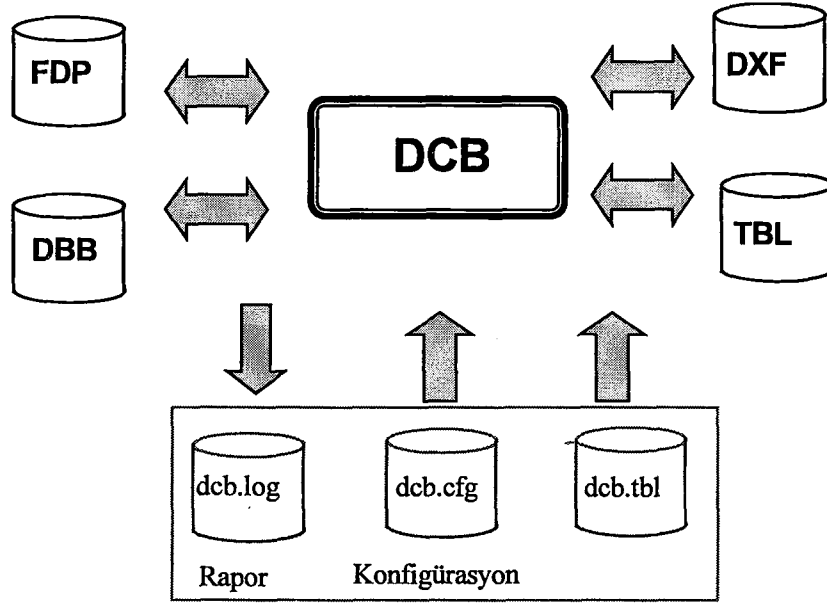 FDP
DXF
DCB
DBB
TBL
dcb.log
dcb.cfg
dcb.tbl
Rapor
Konfigürasyon